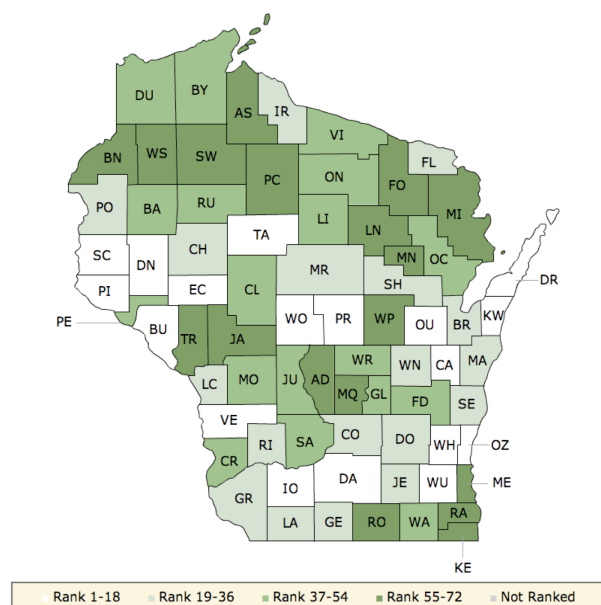 DU
BY
AS
IR
VI
BN
WS
SW
PC
ON
FO
FL
MI
PO
BA
RU
LI
LN
SC
DN
CH
TA
MR
MN
OC
DR
PI
EC
CL
SH
PE
BU
TR
JA
WO
PR
WP
OU
BR
KW
LC
MO
JU
AD
WR
MQ
GL
WN
CA
MA
FD
SE
VE
CR
RI
SA
CO
DO
WH
OZ
GR
IO
DA
JE
WU
ME
LA
GE
RO
WA
RA
KE
Rank 1-18 Rank 19-36 Rank 37-54 Rank 55-72 Not Ranked